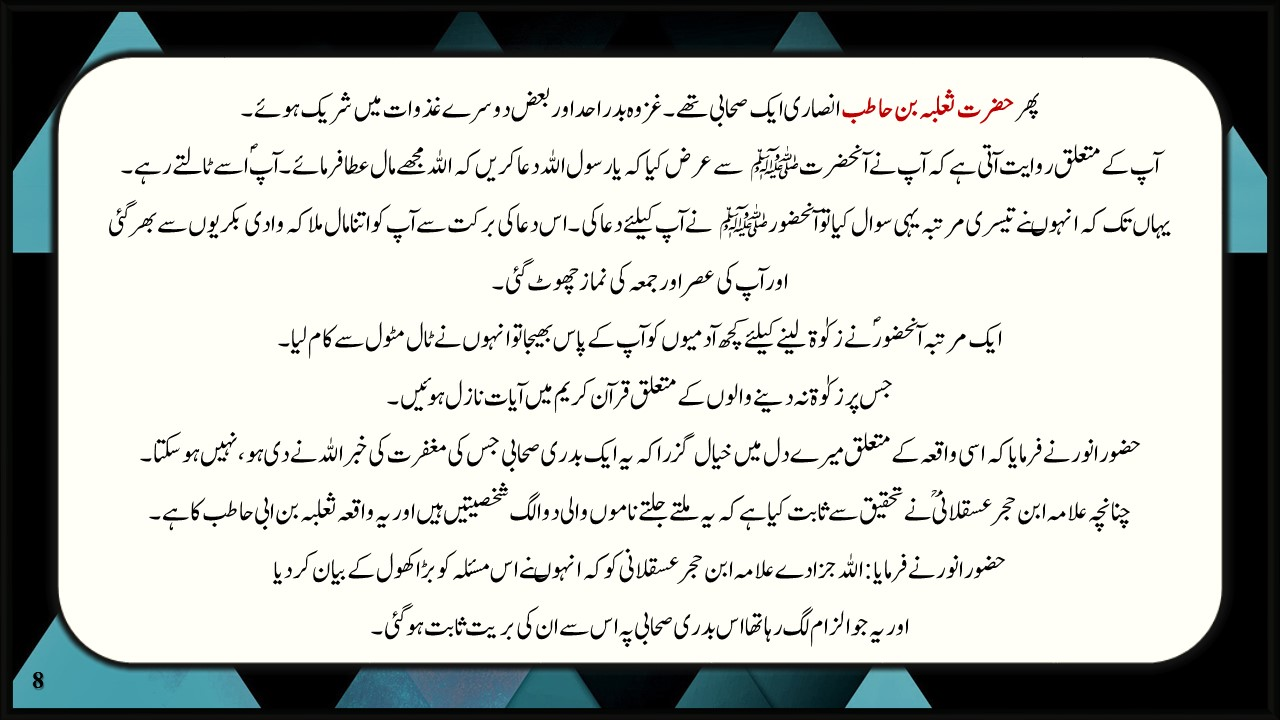 پھر حضرت ثعلبہ بن حاطب انصاری ایک صحابی تھے۔ غزوہ بدر احد اور بعض دوسرے غذوات میں شریک ہوئے۔
آپ کے متعلق روایت آتی ہے کہ آپ نے آنحضرت ﷺ سے عرض کیا کہ یارسول اللہ دعا کریں کہ اللہ مجھے مال عطا فرمائے۔ آپؐ اسے ٹالتے رہے۔
یہاں تک کہ انہوں نے تیسری مرتبہ یہی سوال کیا تو آنحضور ﷺ نے آپ کیلئے دعا کی۔ اس دعا کی برکت سے آپ کو اتنا مال ملا کہ وادی بکریوں سے بھر گئی
اور آپ کی عصر اور جمعہ کی نماز چھوٹ گئی۔
ایک مرتبہ آنحضورؐ نے زکوٰۃ لینے کیلئے کچھ آدمیوں کو آپ کے پاس بھیجا تو انہوں نے ٹال مٹول سے کام لیا۔
جس پر زکوٰۃ نہ دینے والوں کے متعلق قرآن کریم میں آیات نازل ہوئیں۔
حضور انور نے فرمایا کہ اسی واقعہ کے متعلق میرے دل میں خیال گزرا کہ یہ ایک بدری صحابی جس کی مغفرت کی خبر اللہ نے دی ہو، نہیں ہو سکتا۔
چنانچہ علامہ ابن حجر عسقلانیؒ نے تحقیق سے ثابت کیا ہے کہ یہ ملتے جلتے ناموں والی دو الگ شخصیتیں ہیں اور یہ واقعہ ثعلبہ بن ابی حاطب کا ہے۔
حضور انور نے فرمایا: اللہ جزا دے علامہ ابن حجر عسقلانی کو کہ انہوں نے اس مسئلہ کو بڑا کھول کے بیان کر دیا
اور یہ جو الزام لگ رہا تھا اس بدری صحابی پہ اس سے ان کی بریت ثابت ہو گئی۔
8